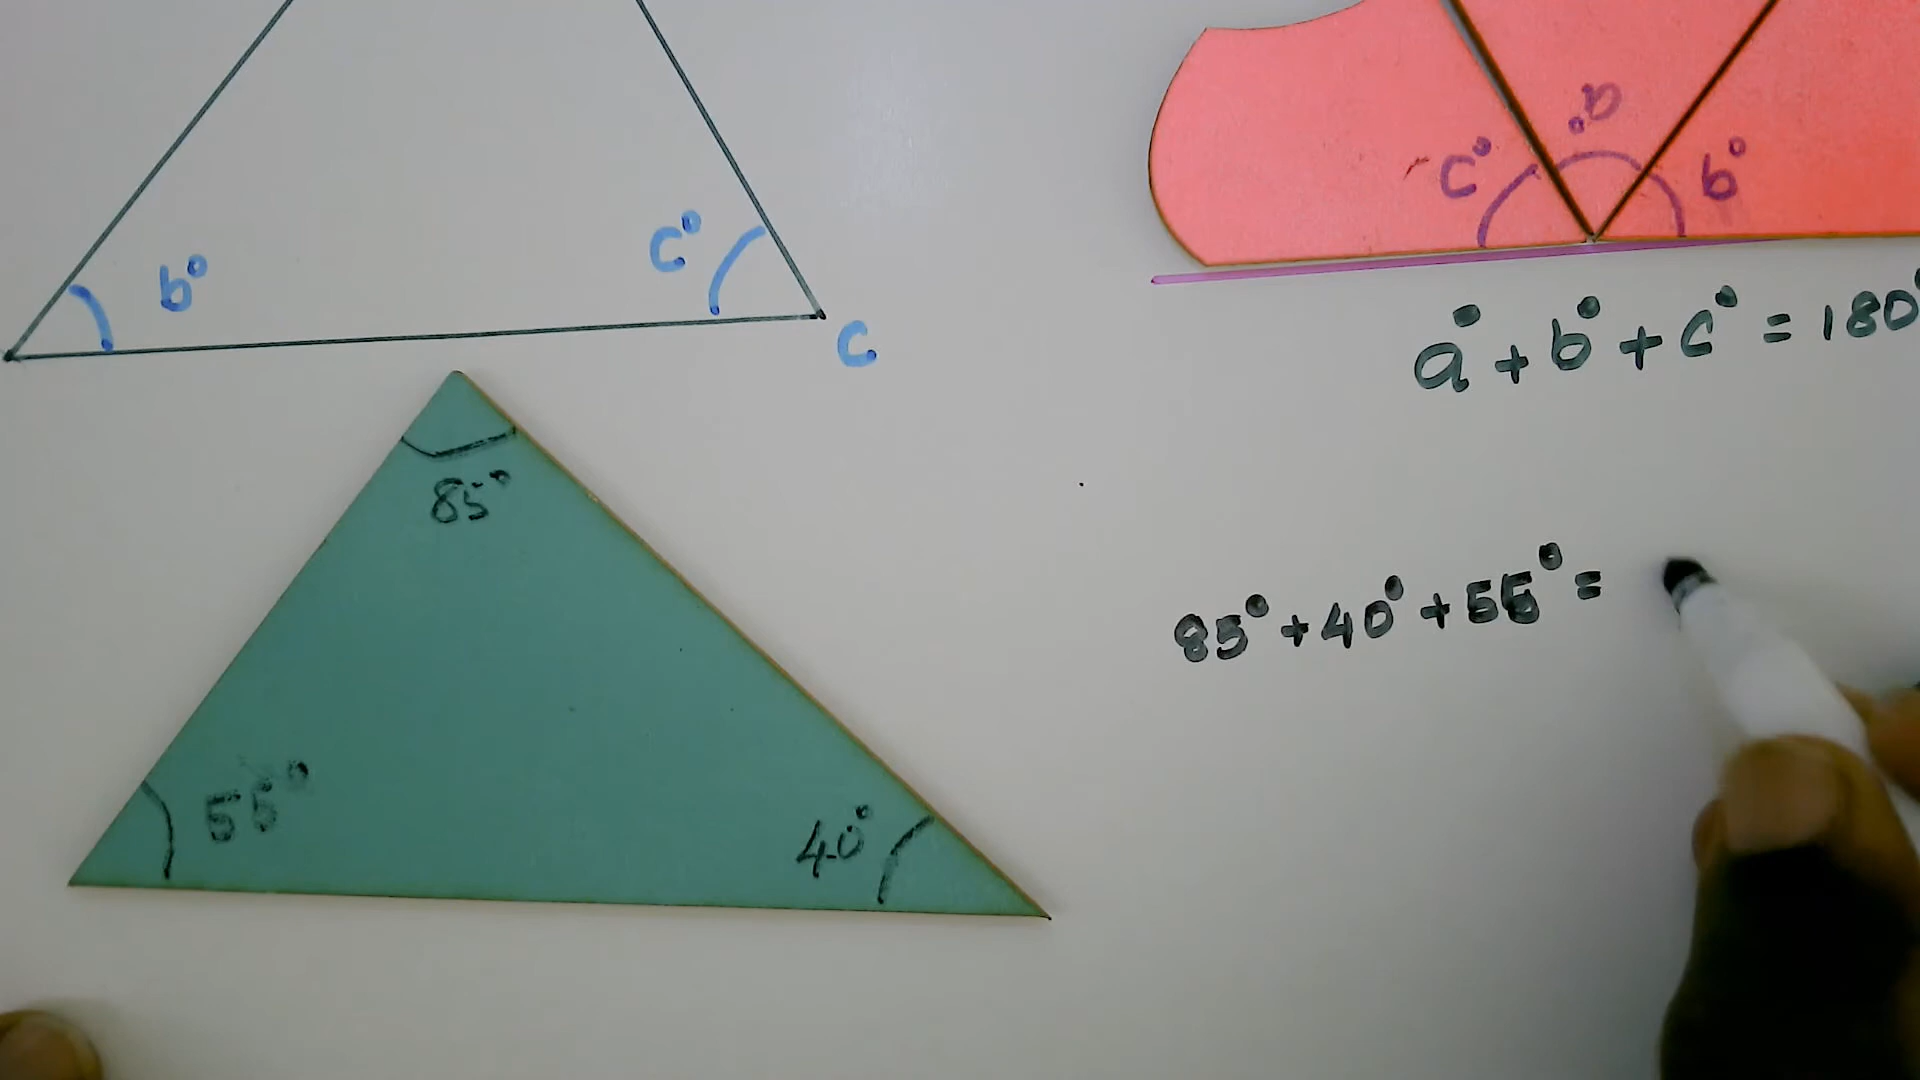 b° c°
C
c° a° b°
a° + b° + c° = 180°
85°
55° 40°
85° + 40° + 55° =